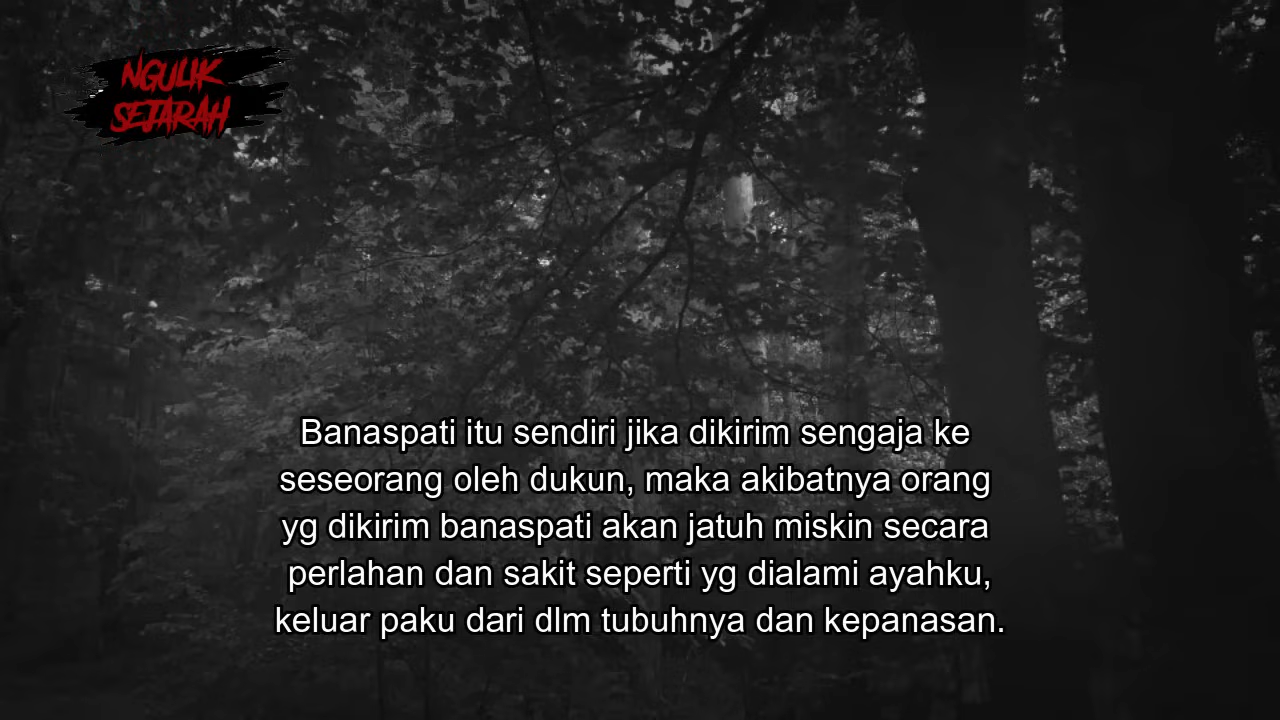 NGULIK
SEJARAH
Banaspati itu sendiri jika dikirim sengaja ke
seseorang oleh dukun, maka akibatnya orang
yg dikirim banaspati akan jatuh miskin secara
perlahan dan sakit seperti yg dialami ayahku,
keluar paku dari dlm tubuhnya dan kepanasan.